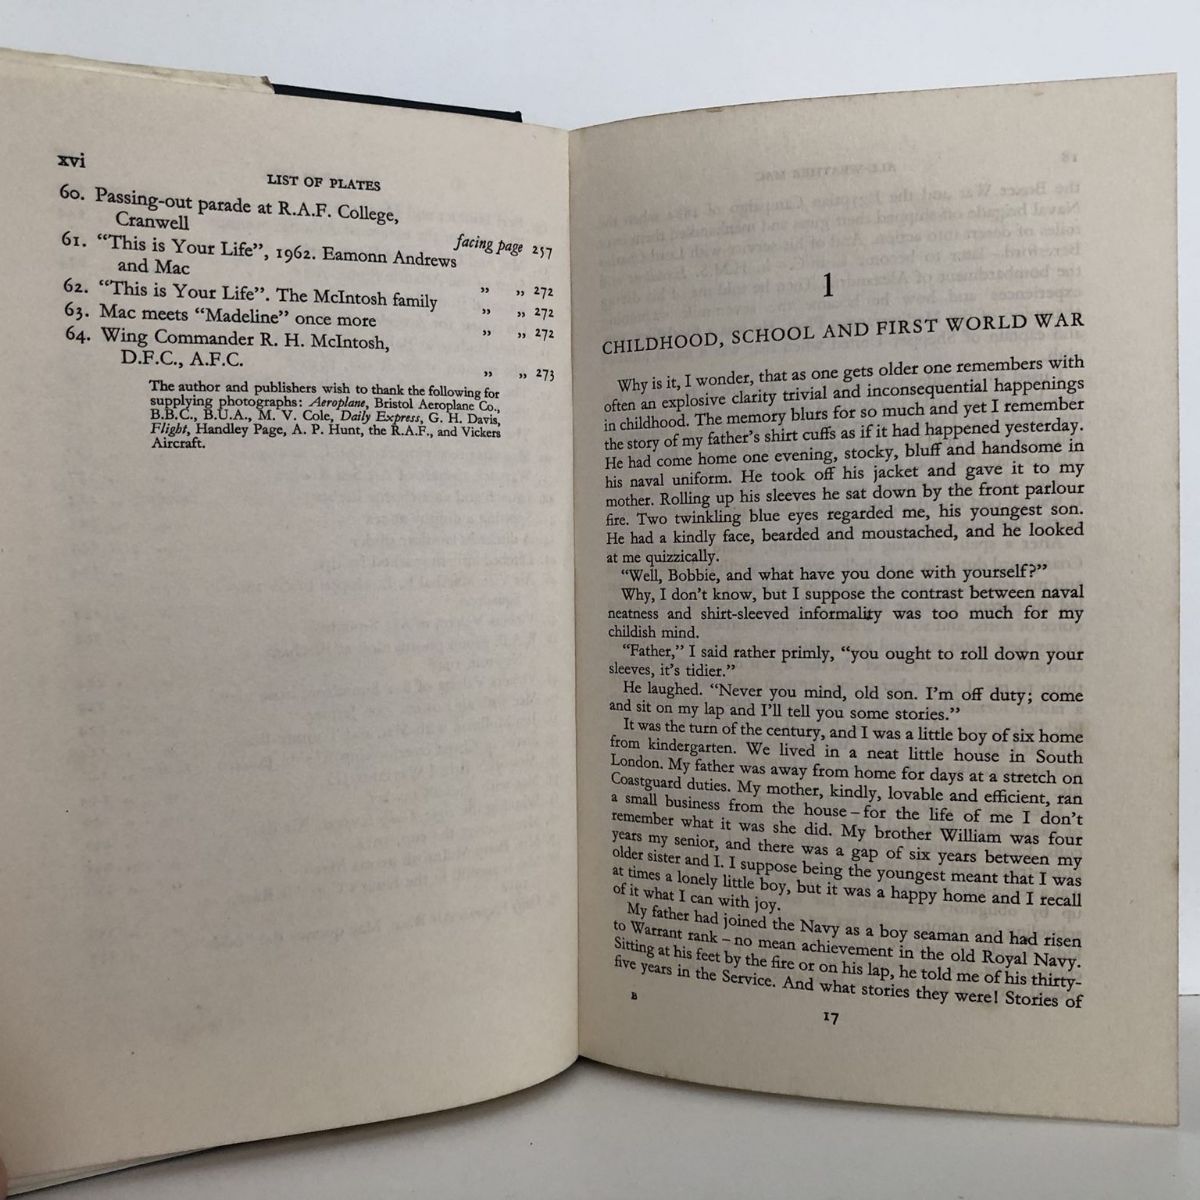 xvi
LIST OF PLATES
60. Passing-out parade at R.A.F. College,
Cranwell
facing page 257
61. “This is Your Life”, 1962. Eamonn Andrews
and Mac
” ” 272
62. “This is Your Life”. The McIntosh family
” ” 272
63. Mac meets “Madeline” once more
” ” 272
64. Wing Commander R. H. McIntosh,
D.F.C., A.F.C.
” ” 273
The author and publishers wish to thank the following for
supplying photographs: Aeroplane, Bristol Aeroplane Co.,
B.B.C., B.U.A., M. V. Cole, Daily Express, G. H. Davis,
Flight, Handley Page, A. P. Hunt, the R.A.F., and Vickers
Aircraft.
1
CHILDHOOD, SCHOOL AND FIRST WORLD WAR
Why is it, I wonder, that as one gets older one remembers with
often an explosive clarity trivial and inconsequential happenings
in childhood. The memory blurs for so much and yet I remember
the story of my father’s shirt cuffs as if it had happened yesterday.
He had come home one evening, stocky, bluff and handsome in
his naval uniform. He took off his jacket and gave it to my
mother. Rolling up his sleeves he sat down by the front parlour
fire. Two twinkling blue eyes regarded me, his youngest son.
He had a kindly face, bearded and moustached, and he looked
at me quizzically.
“Well, Bobbie, and what have you done with yourself?”
Why, I don’t know, but I suppose the contrast between naval
neatness and shirt-sleeved informality was too much for my
childish mind.
“Father,” I said rather primly, “you ought to roll down your
sleeves, it’s tidier.”
He laughed. “Never you mind, old son. I’m off duty; come
and sit on my lap and I’ll tell you some stories.”
It was the turn of the century, and I was a little boy of six home
from kindergarten. We lived in a neat little house in South
London. My father was away from home for days at a stretch on
Coastguard duties. My mother, kindly, lovable and efficient, ran
a small business from the house – for the life of me I don’t
remember what it was she did. My brother William was four
years my senior, and there was a gap of six years between my
older sister and I. I suppose being the youngest meant that I was
at times a lonely little boy, but it was a happy home and I recall
of it what I can with joy.
My father had joined the Navy as a boy seaman and had risen
to Warrant rank – no mean achievement in the old Royal Navy.
Sitting at his feet by the fire or on his lap, he told me of his thirty-
five years in the Service. And what stories they were! Stories of
B
17